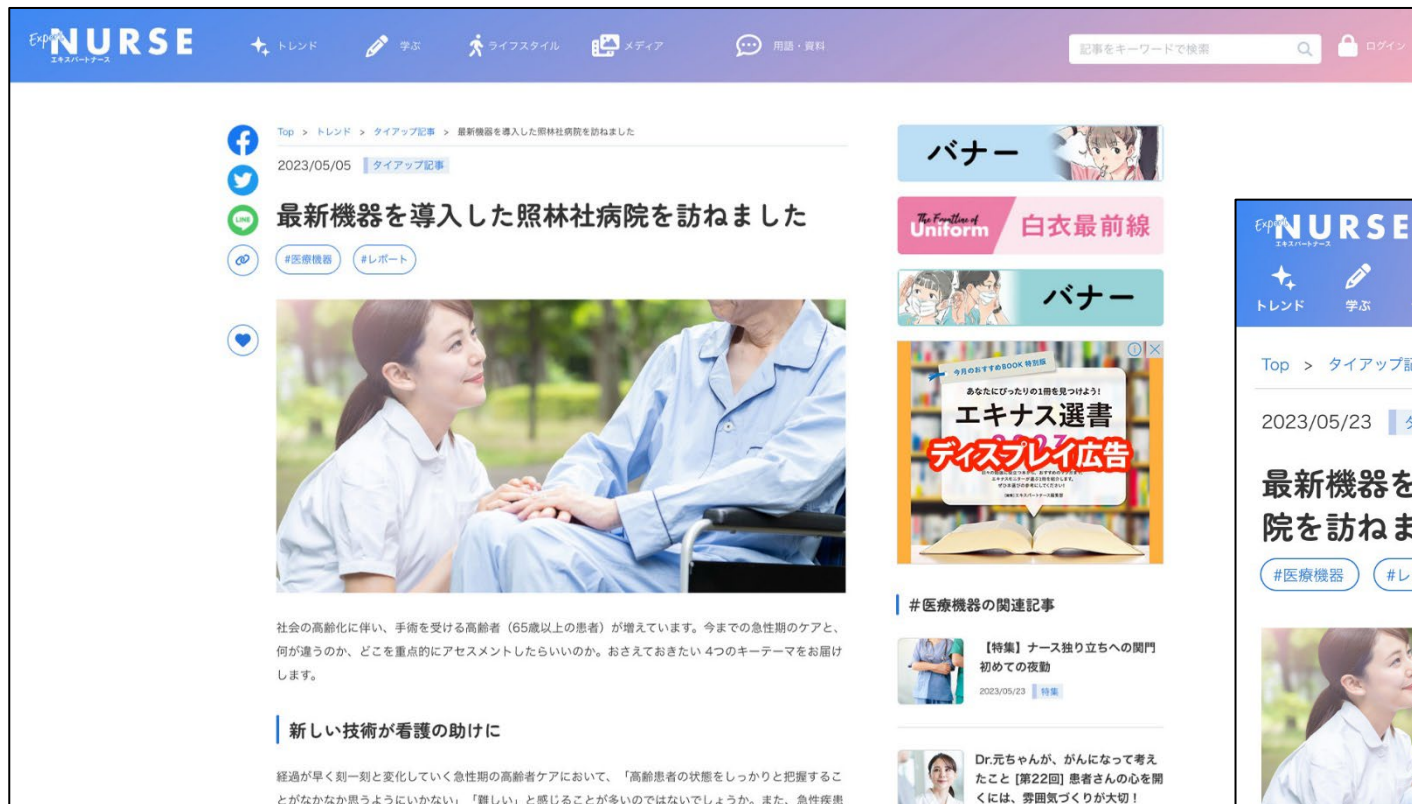 Expert NURSE
エキスパートナース
トレンド
学ぶ
ライフスタイル
メディア
用語・資料
記事をキーワードで検索
ログイン
Top > トレンド > タイアップ記事 > 最新機器を導入した照林社病院を訪ねました
2023/05/05 タイアップ記事
最新機器を導入した照林社病院を訪ねました
LINE
#医療機器 #レポート
社会の高齢化に伴い、手術を受ける高齢者（65歳以上の患者）が増えています。今までの急性期のケアと、
何が違うのか、どこを重点的にアセスメントしたらいいのか。おさえておきたい 4つのキーテーマをお届け
します。
新しい技術が看護の助けに
経過が早く刻一刻と変化していく急性期の高齢者ケアにおいて、「高齢患者の状態をしっかりと把握するこ
とがなかなか思うようにいかない」「難しい」と感じることが多いのではないでしょうか。また、急性疾患
バナー
The Frontline of
Uniform
白衣最前線
バナー
今月のおすすめBOOK 特別版
あなたにぴったりの1冊を見つけよう!
エキナス選書
ディスプレイ広告
#医療機器の関連記事
【特集】ナース独り立ちへの関門
初めての夜勤
2023/05/23 特集
Dr.元ちゃんが、がんになって考え
たこと [第22回] 患者さんの心を開
くには、雰囲気づくりが大切！
Expert NURSE
エキスパートナース
トレンド
学ぶ
Top > タイアップ記
2023/05/23
最新機器を
院を訪ねま
#医療機器 #レ